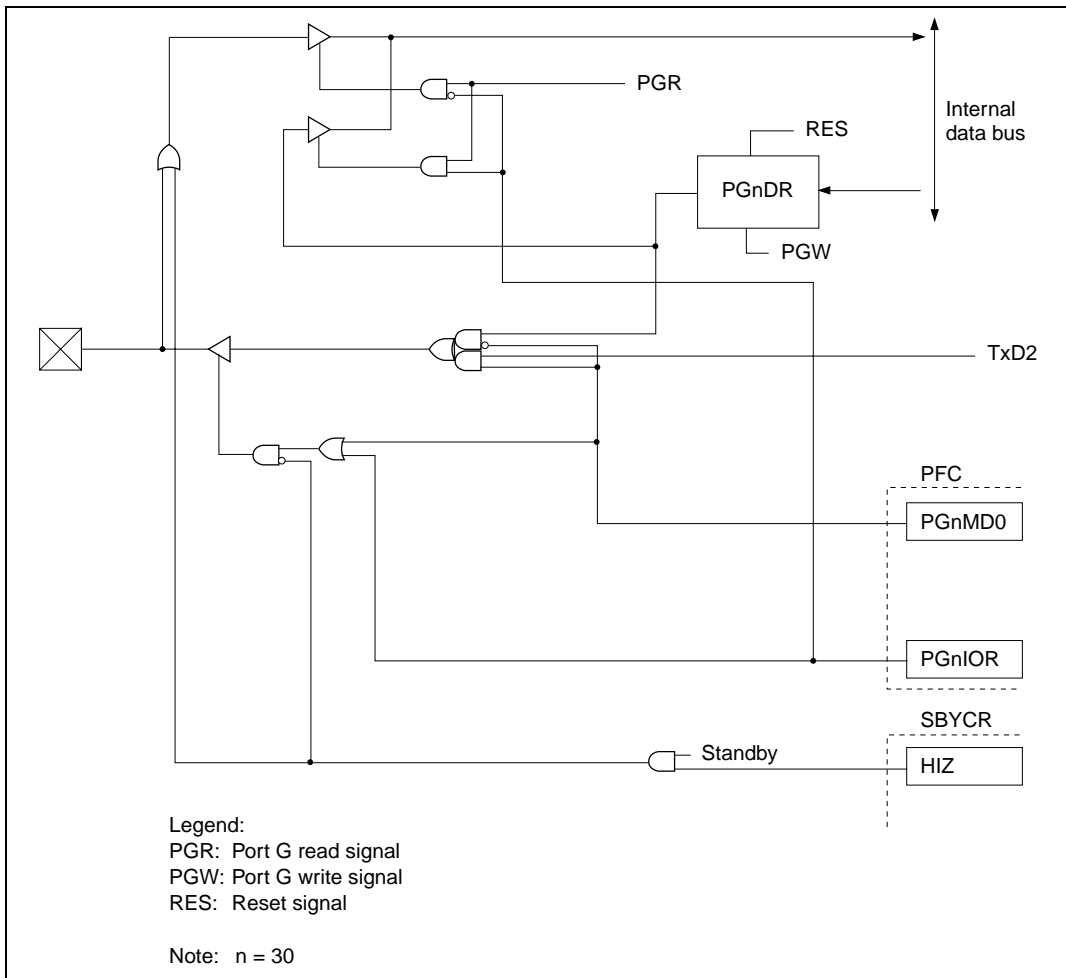 PGR
Internal
data bus
RES
PGnDR
PGW
TxD2
PFC
PGnMD0
PGnIOR
SBYCR
Standby
HIZ
Legend:
PGR: Port G read signal
PGW: Port G write signal
RES: Reset signal
Note: n = 30